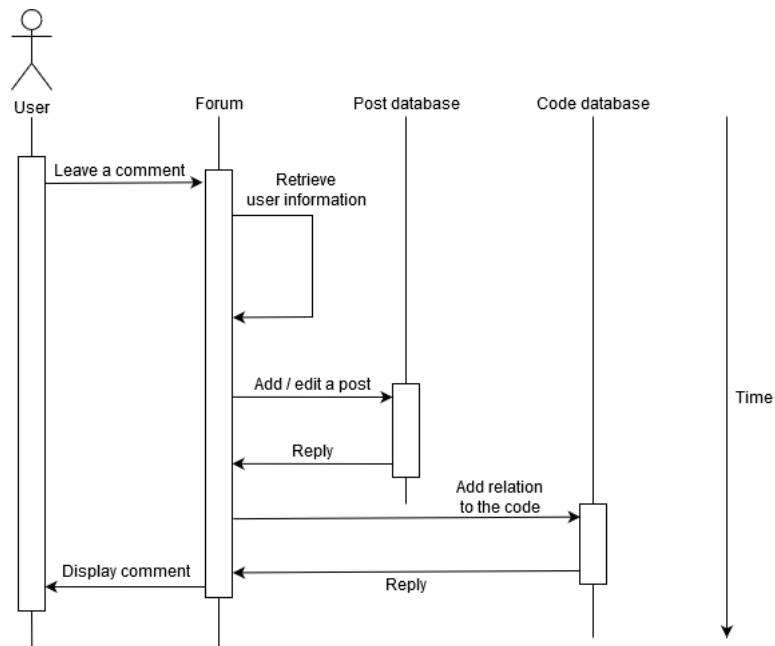 User
Forum
Post database
Code database
Leave a comment
Retrieve
user information
Add / edit a post
Time
Reply
Add relation
to the code
Display comment
Reply